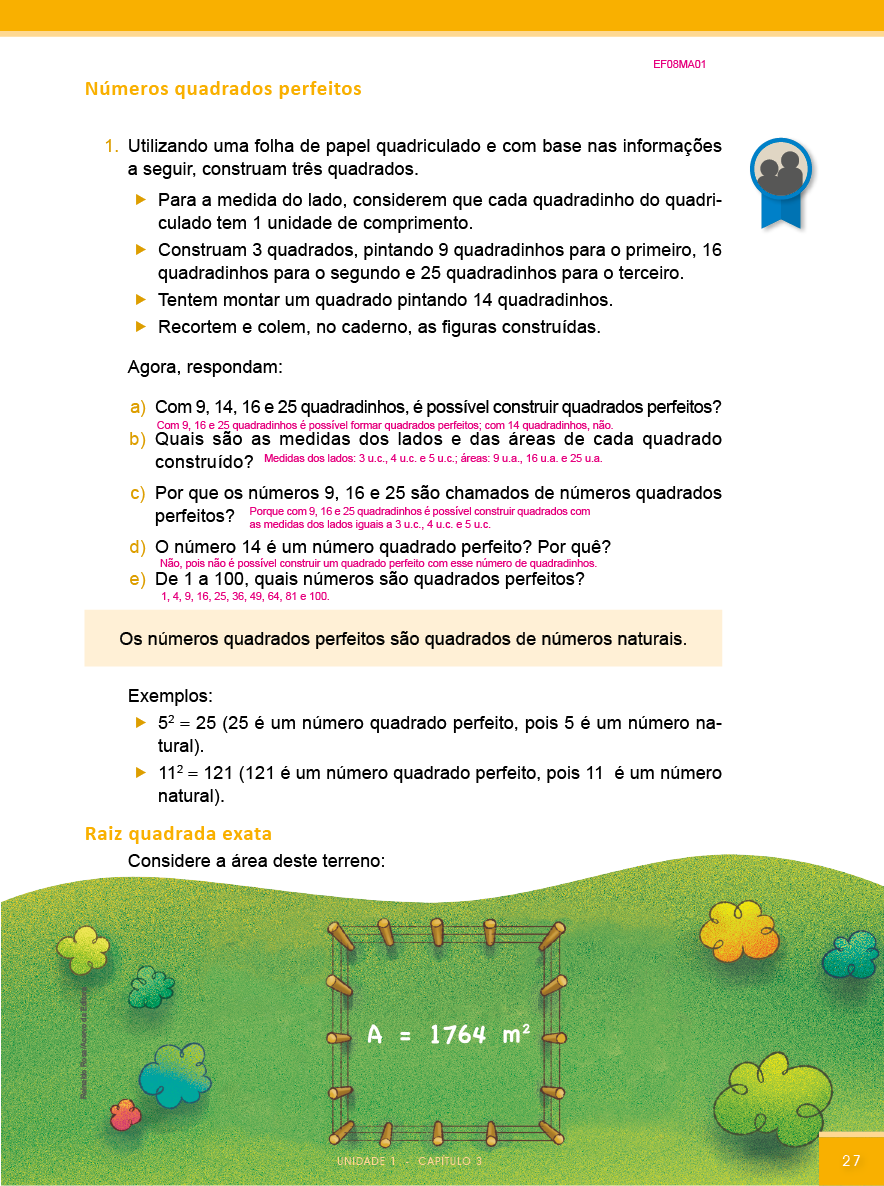 EF08MA01
Números quadrados perfeitos
1. Utilizando uma folha de papel quadriculado e com base nas informações
a seguir, construam três quadrados.
Para a medida do lado, considerem que cada quadradinho do quadri-
culado tem 1 unidade de comprimento.
Construam 3 quadrados, pintando 9 quadradinhos para o primeiro, 16
quadradinhos para o segundo e 25 quadradinhos para o terceiro.
Tentem montar um quadrado pintando 14 quadradinhos.
Recortem e colem, no caderno, as figuras construídas.
Agora, respondam:
a) Com 9, 14, 16 e 25 quadradinhos, é possível construir quadrados perfeitos?
Com 9, 16 e 25 quadradinhos é possível formar quadrados perfeitos; com 14 quadradinhos, não.
b) Quais são as medidas dos lados e das áreas de cada quadrado
construído? Medidas dos lados: 3 u.c., 4 u.c. e 5 u.c.; áreas: 9 u.a., 16 u.a. e 25 u.a.
c) Por que os números 9, 16 e 25 são chamados de números quadrados
perfeitos? Porque com 9, 16 e 25 quadradinhos é possível construir quadrados com
as medidas dos lados iguais a 3 u.c., 4 u.c. e 5 u.c.
d) O número 14 é um número quadrado perfeito? Por quê?
Não, pois não é possível construir um quadrado perfeito com esse número de quadradinhos.
e) De 1 a 100, quais números são quadrados perfeitos?
1, 4, 9, 16, 25, 36, 49, 64, 81 e 100.
Os números quadrados perfeitos são quadrados de números naturais.
Exemplos:
5² = 25 (25 é um número quadrado perfeito, pois 5 é um número na-
tural).
11² = 121 (121 é um número quadrado perfeito, pois 11 é um número
natural).
Raiz quadrada exata
Considere a área deste terreno:
A = 1764 m²
UNIDADE 1 - CAPÍTULO 3
27